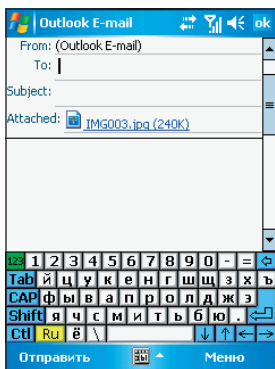 Outlook E-mail ok
From: (Outlook E-mail)
To:
Subject:
Attached: IMG003.jpg (240K)
123 1 2 3 4 5 6 7 8 9 0 - =
Tab й ц у к е н г ш щ з х ъ
CAP ф ы в а п р о л д ж э
Shift я ч с м и т ь б ю .
Ctl Ru ё \ ↓ ↑ ← →
Отправить Меню